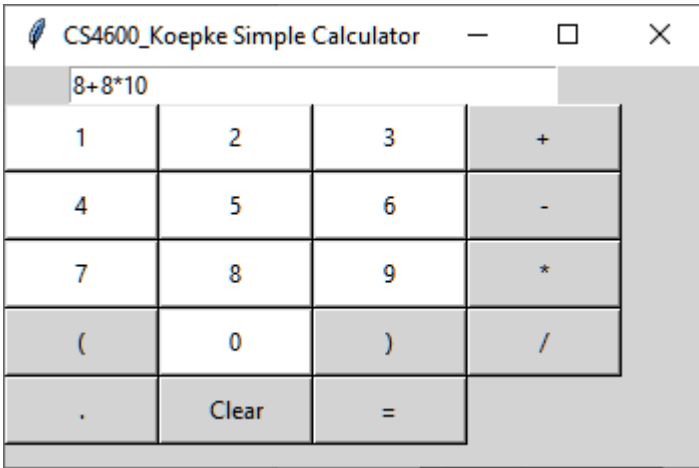 CS4600_Koepke Simple Calculator
8+8*10
1 2 3 +
4 5 6 -
7 8 9 *
( 0 ) /
. Clear =